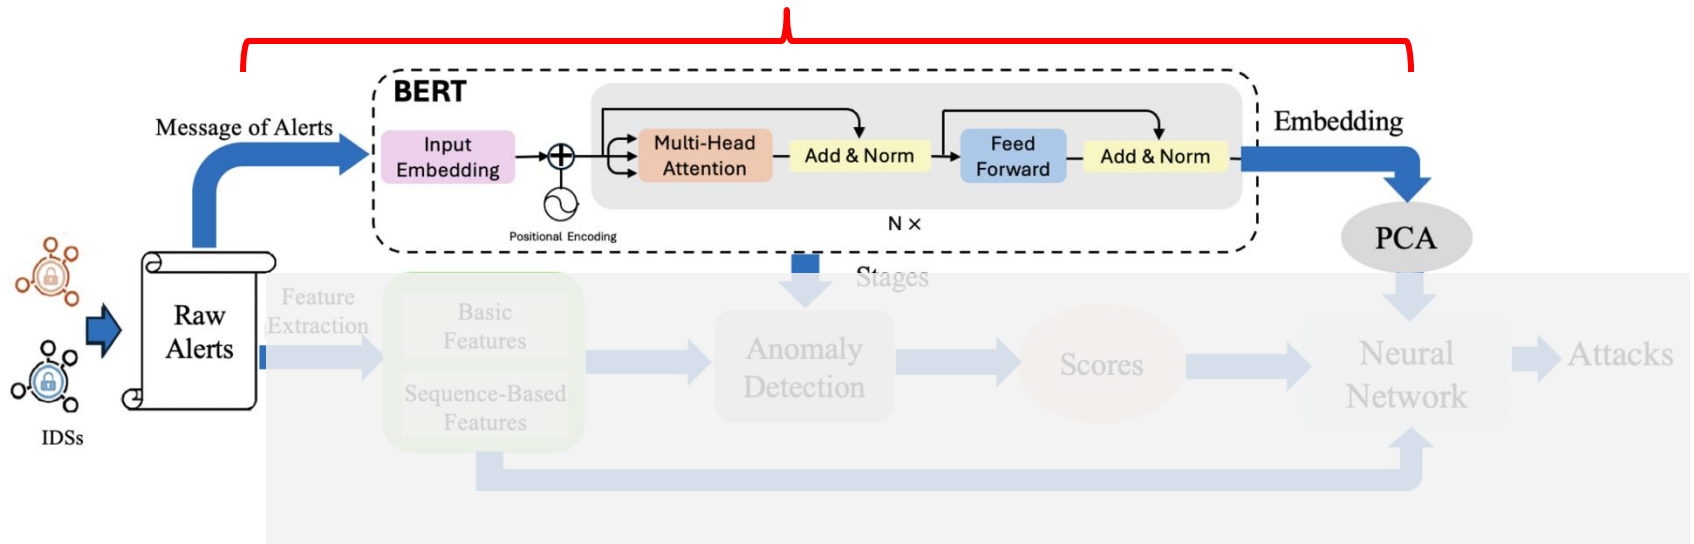 BERT
Message of Alerts
Embedding
Input
Embedding
Multi-Head
Attention
Add & Norm
Feed
Forward
Add & Norm
Positional Encoding
N ×
PCA
Stages
Raw
Alerts
IDSs
Feature
Extraction
Basic
Features
Sequence-Based
Features
Anomaly
Detection
Scores
Neural
Network
Attacks